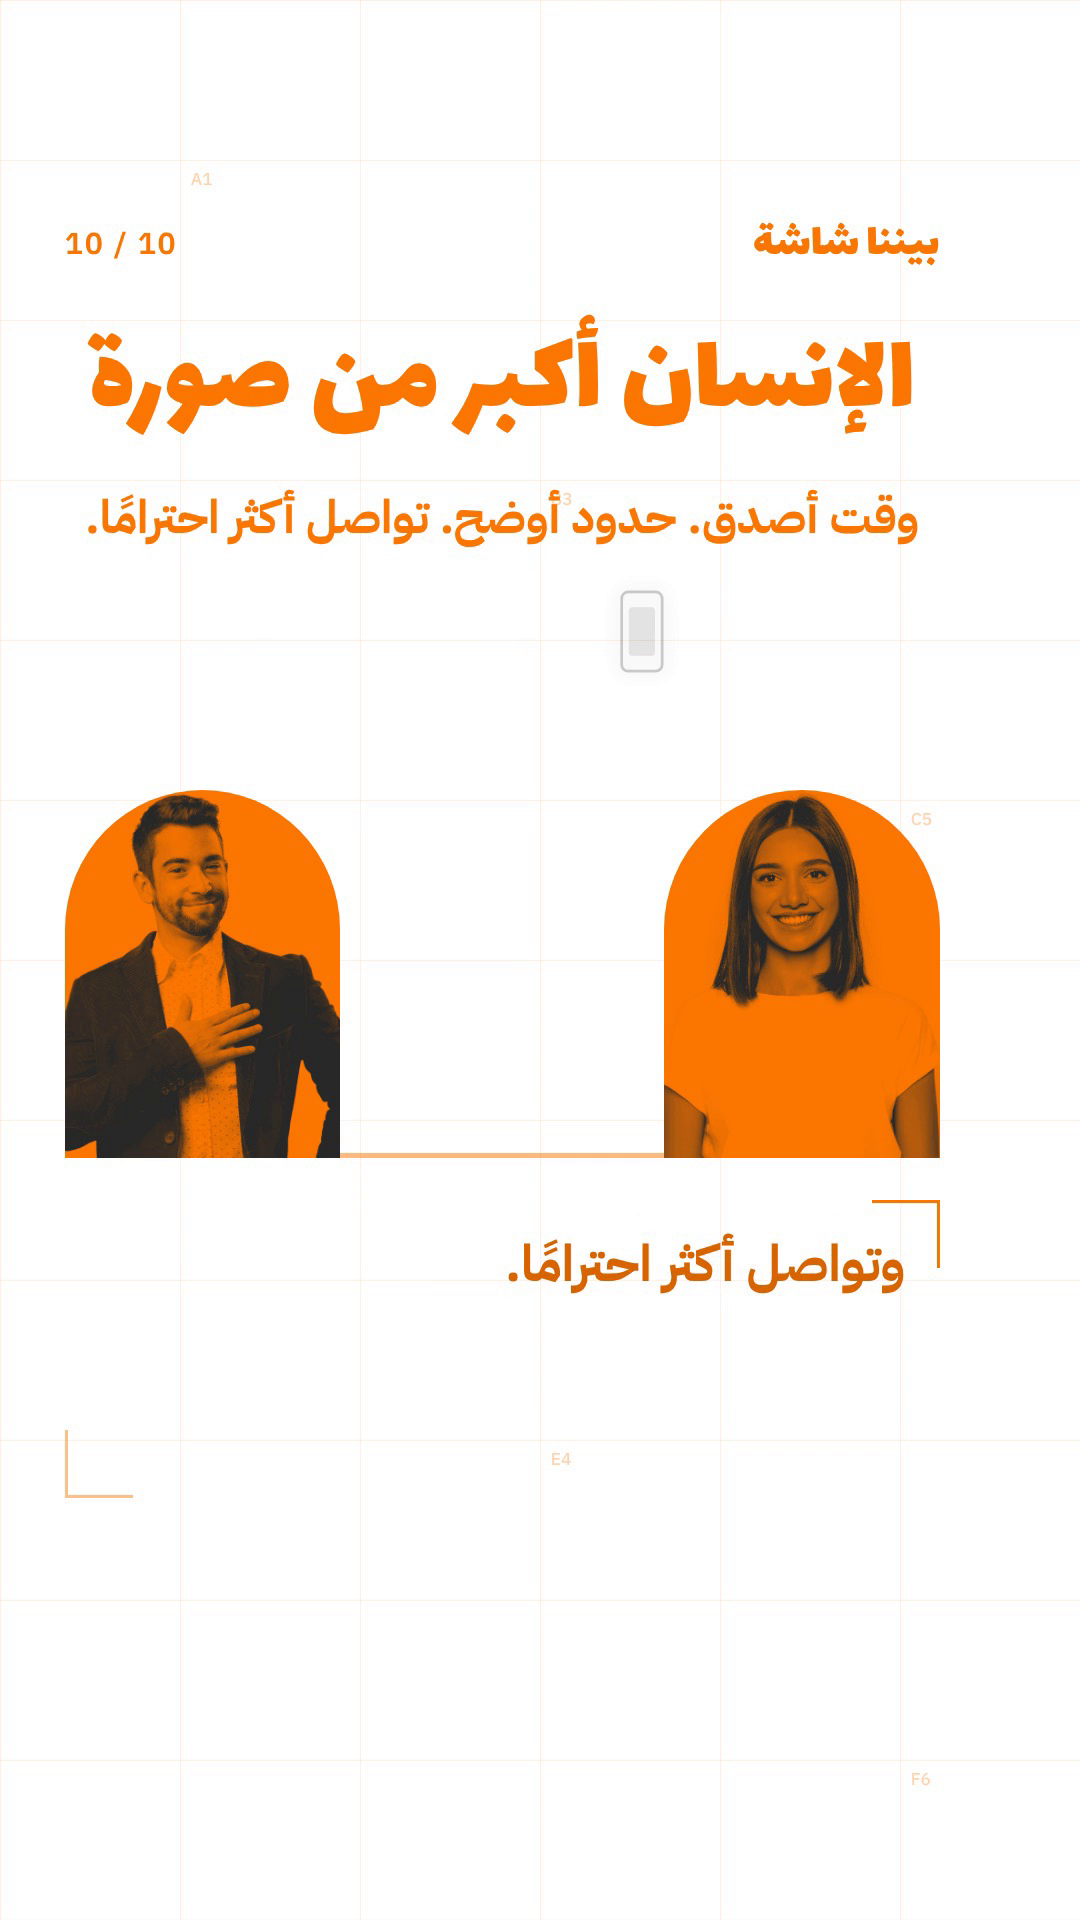 A1
بيننا شاشة
10 / 10
الإنسان أكبر من صورة
وقت أصدق. حدود أوضح. تواصل أكثر احترامًا.
C5
وتواصل أكثر احترامًا.
E4
F6